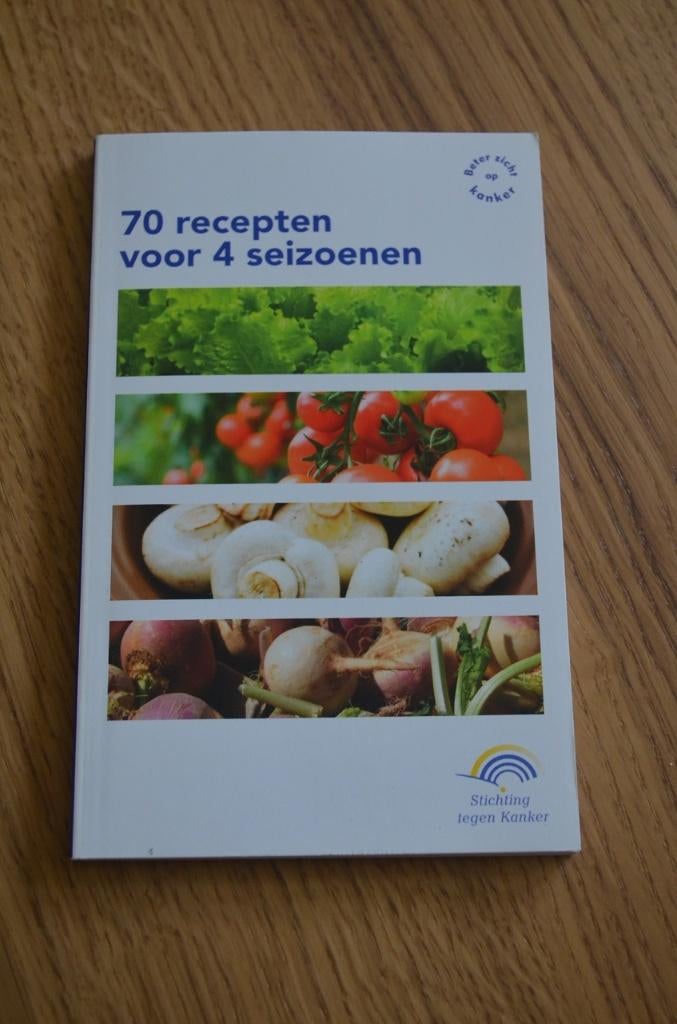 Beter zicht
op
kanker
70 recepten
voor 4 seizoenen
Stichting
tegen Kanker